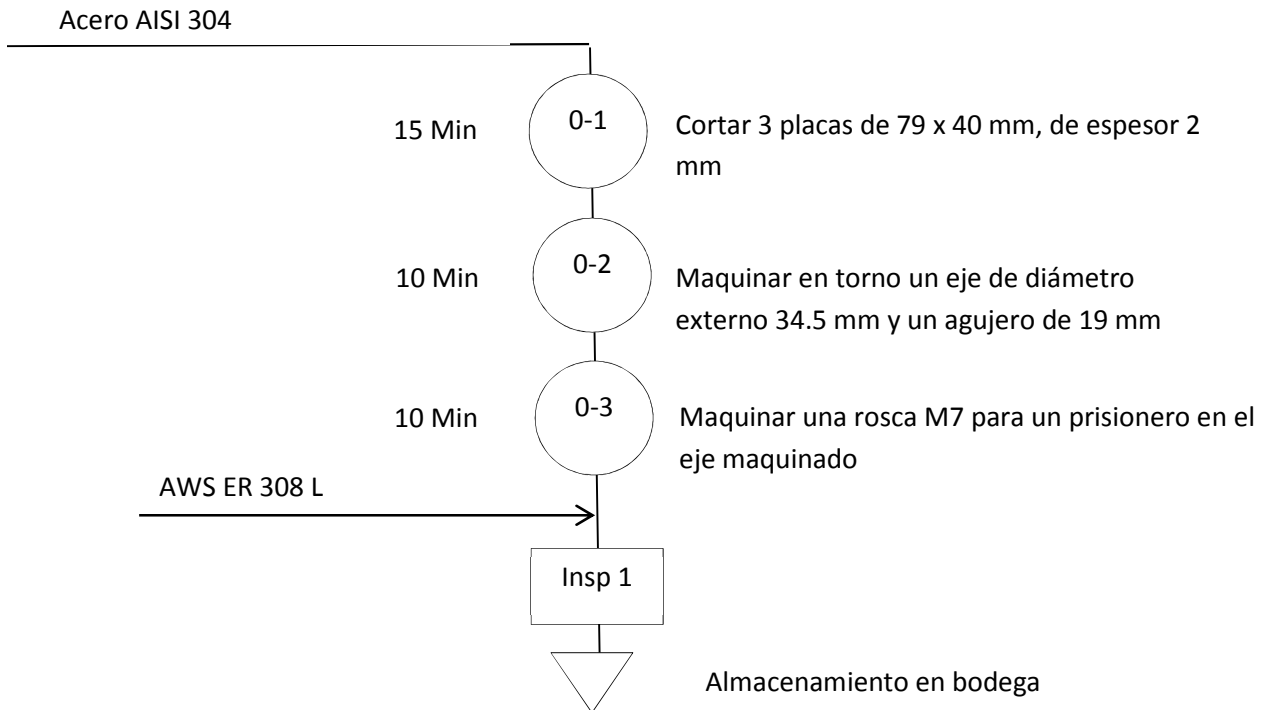 Acero AISI 304
15 Min
0-1
Cortar 3 placas de 79 x 40 mm, de espesor 2
mm
10 Min
0-2
Maquinar en torno un eje de diámetro
externo 34.5 mm y un agujero de 19 mm
10 Min
0-3
Maquinar una rosca M7 para un prisionero en el
eje maquinado
AWS ER 308 L
Insp 1
Almacenamiento en bodega